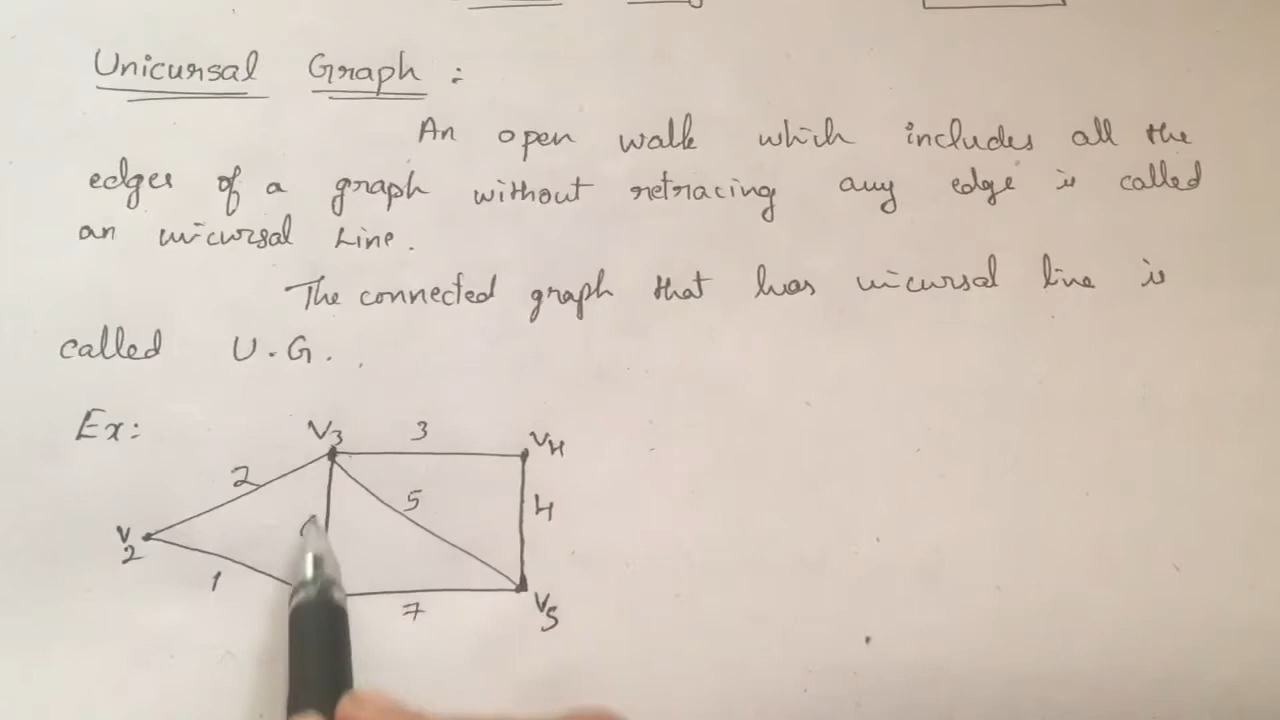 Unicursal Graph :
An open walk which includes all the
edges of a graph without retracing any edge is called
an unicursal Line.
The connected graph that has unicursal line is
called U.G.
Ex:
V3 3 V4
2 5 4
V2
1 7 V5